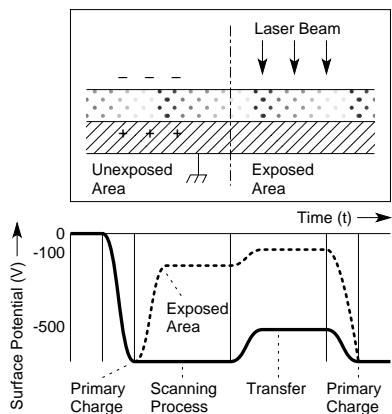 Laser Beam
− − −
+ + +
Unexposed Area
Exposed Area
Time (t)
Surface Potential (V)
0
-100
-500
Exposed Area
Primary Charge
Scanning Process
Transfer
Primary Charge